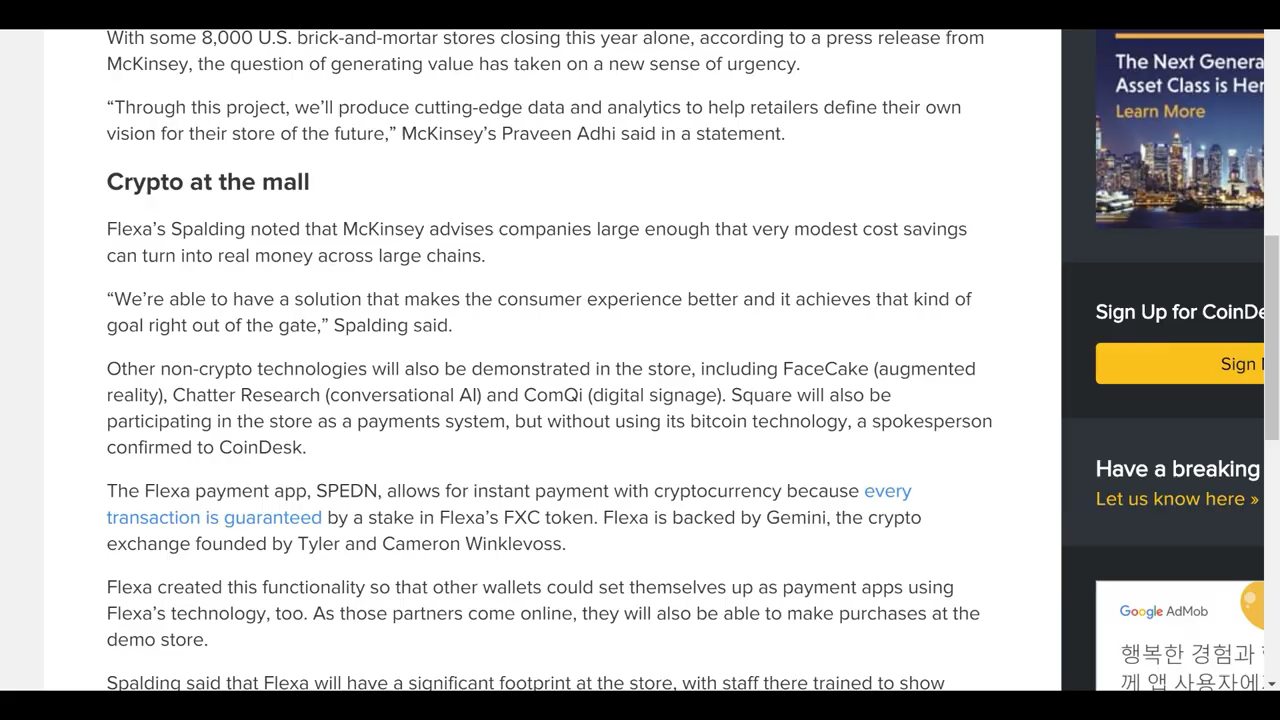 With some 8,000 U.S. brick-and-mortar stores closing this year alone, according to a press release from
McKinsey, the question of generating value has taken on a new sense of urgency.
“Through this project, we’ll produce cutting-edge data and analytics to help retailers define their own
vision for their store of the future,” McKinsey’s Praveen Adhi said in a statement.
Crypto at the mall
Flexa’s Spalding noted that McKinsey advises companies large enough that very modest cost savings
can turn into real money across large chains.
“We’re able to have a solution that makes the consumer experience better and it achieves that kind of
goal right out of the gate,” Spalding said.
Other non-crypto technologies will also be demonstrated in the store, including FaceCake (augmented
reality), Chatter Research (conversational AI) and ComQi (digital signage). Square will also be
participating in the store as a payments system, but without using its bitcoin technology, a spokesperson
confirmed to CoinDesk.
The Flexa payment app, SPEDN, allows for instant payment with cryptocurrency because every
transaction is guaranteed by a stake in Flexa’s FXC token. Flexa is backed by Gemini, the crypto
exchange founded by Tyler and Cameron Winklevoss.
Flexa created this functionality so that other wallets could set themselves up as payment apps using
Flexa’s technology, too. As those partners come online, they will also be able to make purchases at the
demo store.
Spalding said that Flexa will have a significant footprint at the store, with staff there trained to show
The Next Genera
Asset Class is Her
Learn More
Sign Up for CoinDe
Sign
Have a breaking
Let us know here »
Google AdMob
행복한 경험과
께 앱 사용자에